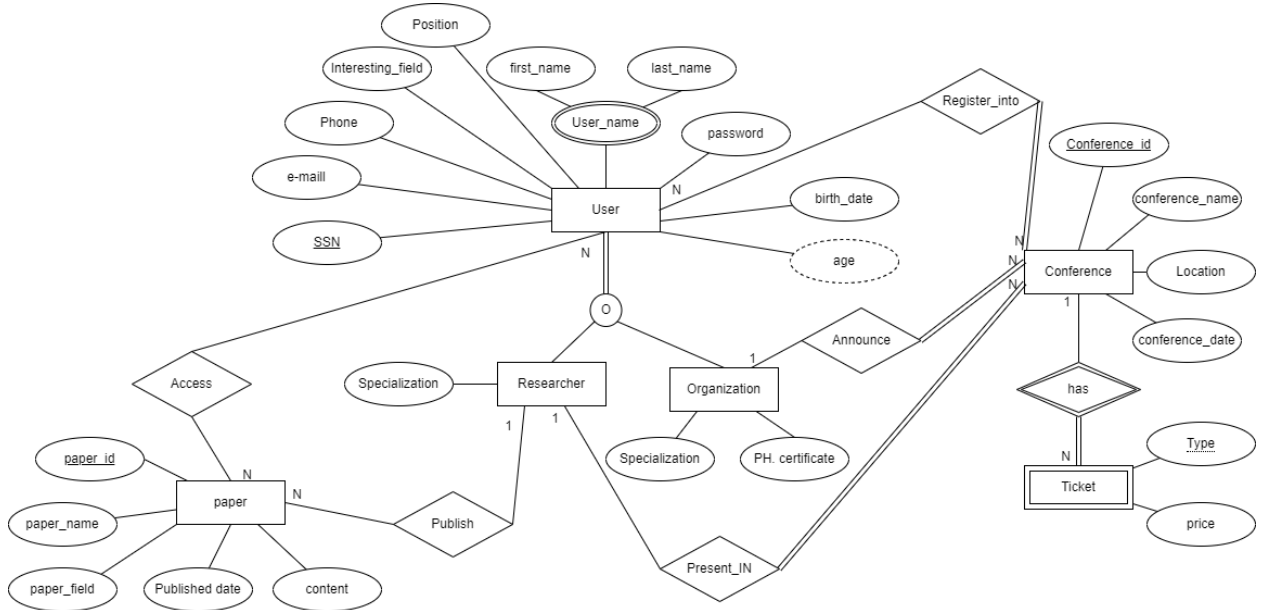 Position
Interesting_field
first_name
last_name
Phone
User_name
password
Register_into
Conference_id
e-maill
N
birth_date
conference_name
User
SSN
N
age
N
N
N
Conference
Location
1
O
Announce
conference_date
Access
Specialization
Researcher
1
Organization
has
1
1
paper_id
Specialization
PH. certificate
N
Type
N
N
Ticket
paper
paper_name
Publish
price
Present_IN
paper_field
Published date
content